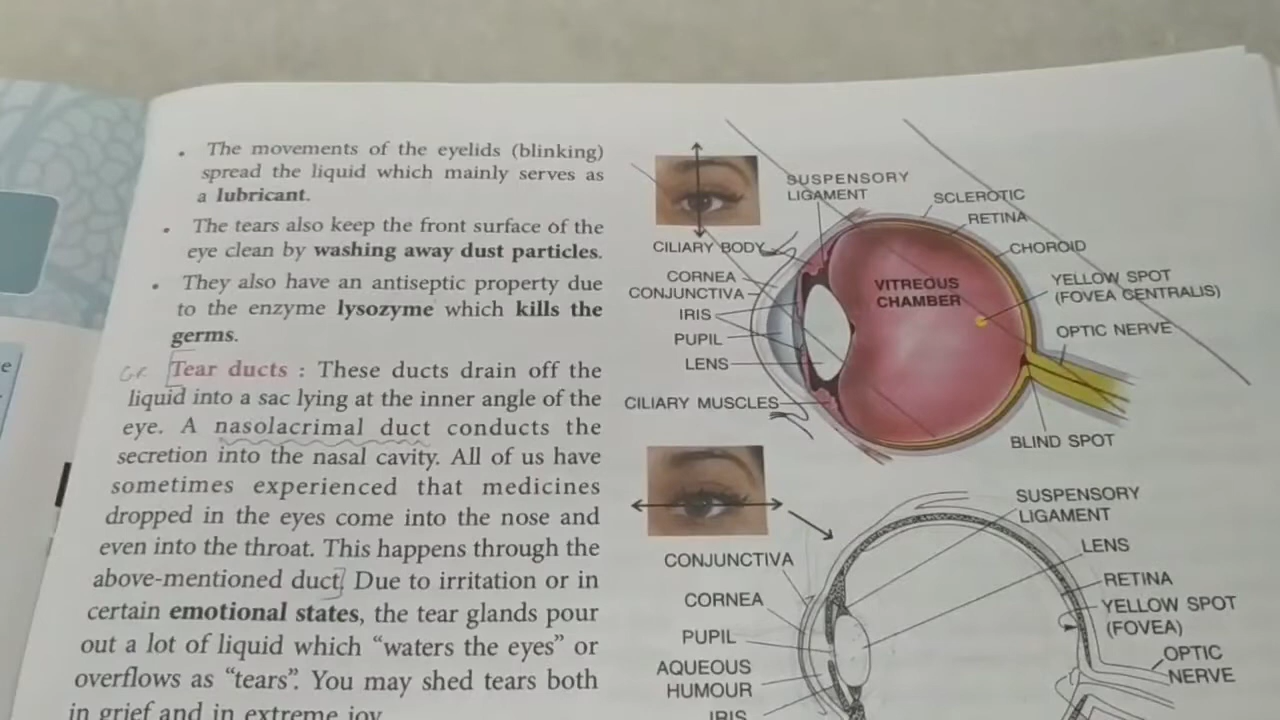 • The movements of the eyelids (blinking)
spread the liquid which mainly serves as
a lubricant.
• The tears also keep the front surface of the
eye clean by washing away dust particles.
• They also have an antiseptic property due
to the enzyme lysozyme which kills the
germs.
Tear ducts : These ducts drain off the
liquid into a sac lying at the inner angle of the
eye. A nasolacrimal duct conducts the
secretion into the nasal cavity. All of us have
sometimes experienced that medicines
dropped in the eyes come into the nose and
even into the throat. This happens through the
above-mentioned duct. Due to irritation or in
certain emotional states, the tear glands pour
out a lot of liquid which “waters the eyes” or
overflows as “tears”. You may shed tears both
in grief and in extreme joy
SUSPENSORY
LIGAMENT
SCLEROTIC
RETINA
CILIARY BODY
CHOROID
CORNEA
CONJUNCTIVA
VITREOUS
CHAMBER
YELLOW SPOT
(FOVEA CENTRALIS)
IRIS
PUPIL
OPTIC NERVE
LENS
CILIARY MUSCLES
BLIND SPOT
SUSPENSORY
LIGAMENT
CONJUNCTIVA
LENS
RETINA
CORNEA
YELLOW SPOT
(FOVEA)
PUPIL
OPTIC
NERVE
AQUEOUS
HUMOUR
IRIS